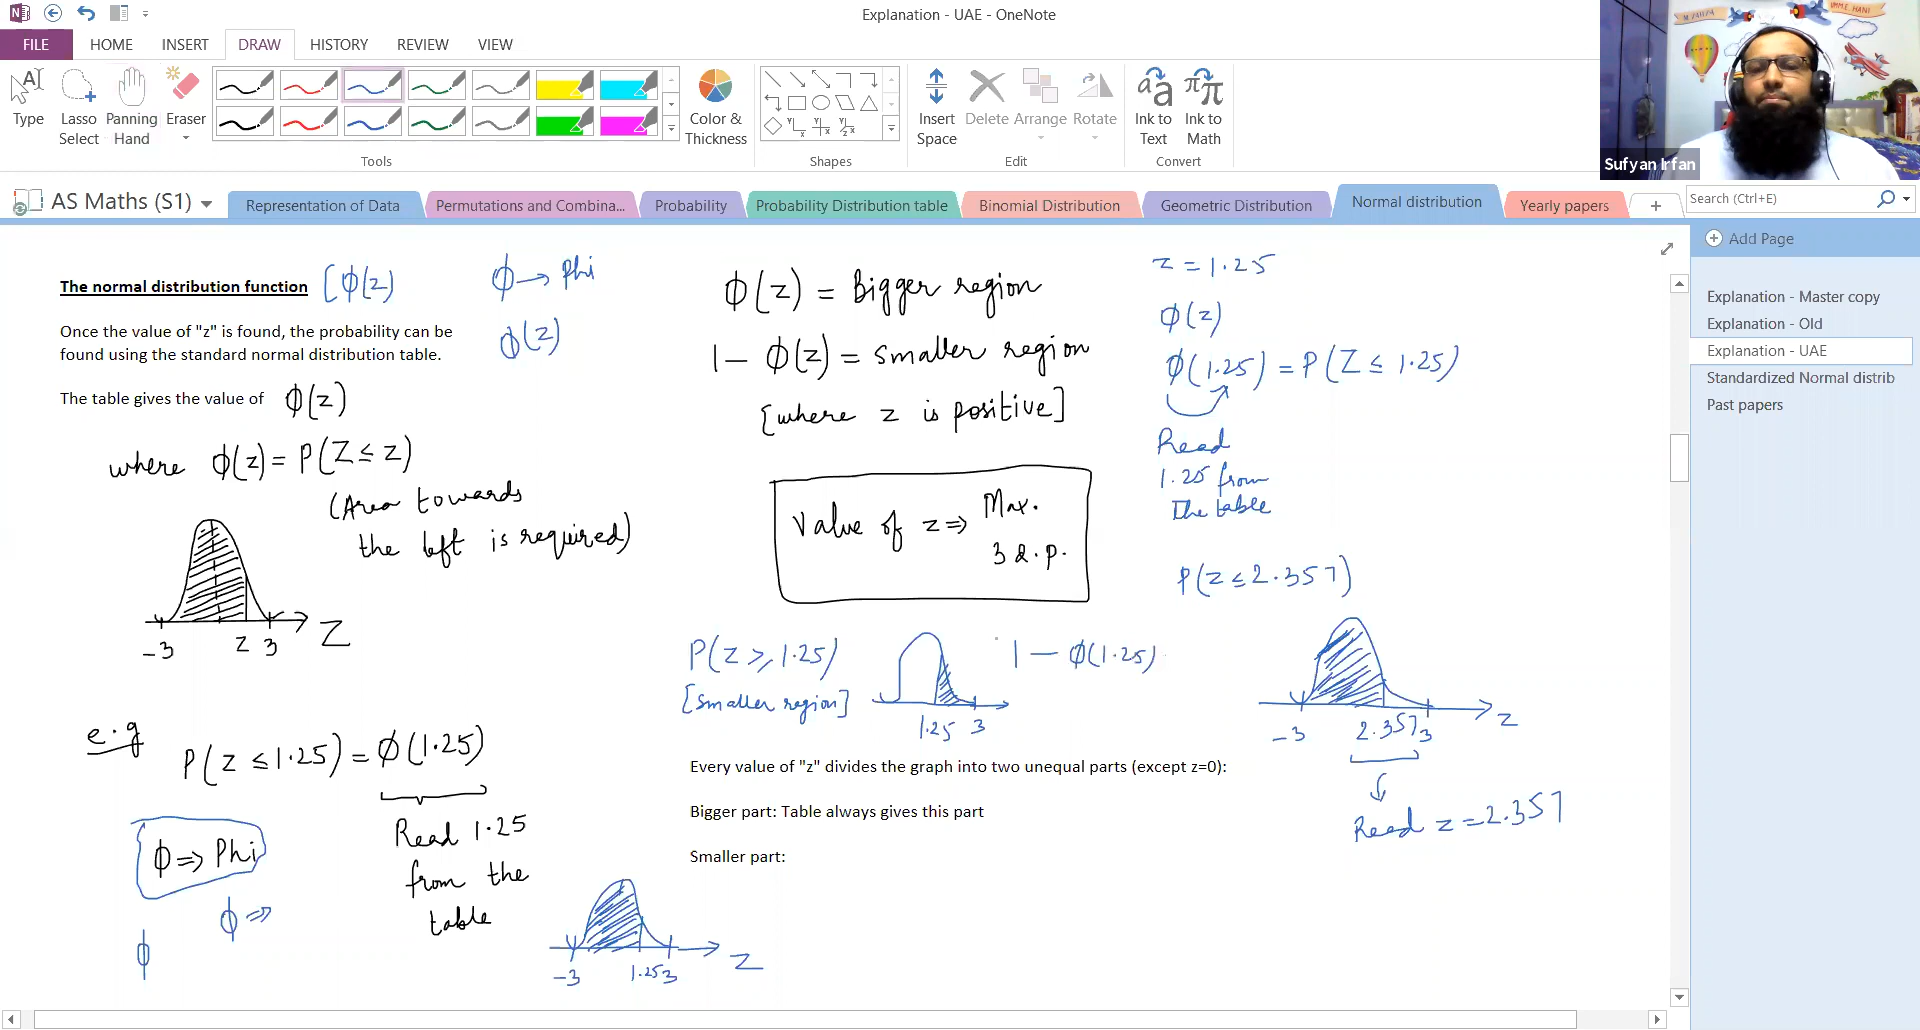 Explanation - UAE - OneNote
FILE HOME INSERT DRAW HISTORY REVIEW VIEW
Type
Lasso Select
Panning Hand
Eraser
Color & Thickness
Insert Space
Delete
Arrange
Rotate
Ink to Text
Ink to Math
Tools
Shapes
Edit
Convert
Sufyan Irfan
AS Maths (S1)
Representation of Data
Permutations and Combina...
Probability
Probability Distribution table
Binomial Distribution
Geometric Distribution
Normal distribution
Yearly papers
Search (Ctrl+E)
Add Page
Explanation - Master copy
Explanation - Old
Explanation - UAE
Standardized Normal distrib
Past papers
The normal distribution function [ϕ(z)
ϕ → Phi
ϕ(z)
Once the value of "z" is found, the probability can be
found using the standard normal distribution table.
The table gives the value of ϕ(z)
where ϕ(z) = P(Z ≤ z)
(Area towards
the left is required)
-3 z 3 Z
e.g
P(z ≤ 1.25) = ϕ(1.25)
Read 1.25
from the
table
ϕ ⇒ Phi
ϕ ⇒
ϕ
-3 1.25 3 Z
ϕ(z) = Bigger region
1 - ϕ(z) = smaller region
[where z is positive]
Value of z ⇒ Max.
3 d.p.
P(z ≥ 1.25)
[smaller region]
1.25 3
1 - ϕ(1.25)
Every value of "z" divides the graph into two unequal parts (except z=0):
Bigger part: Table always gives this part
Smaller part:
z = 1.25
ϕ(z)
ϕ(1.25) = P(Z ≤ 1.25)
Read
1.25 from
the table
P(z ≤ 2.357)
-3 2.357 3 z
Read z = 2.357